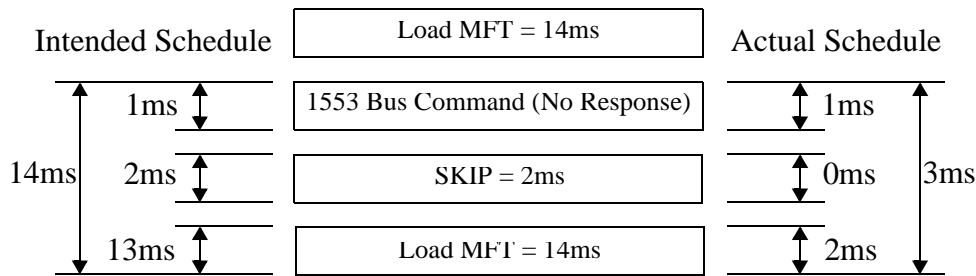 Intended Schedule
Load MFT = 14ms
Actual Schedule
1ms
1553 Bus Command (No Response)
1ms
14ms
2ms
SKIP = 2ms
0ms
3ms
13ms
Load MFT = 14ms
2ms